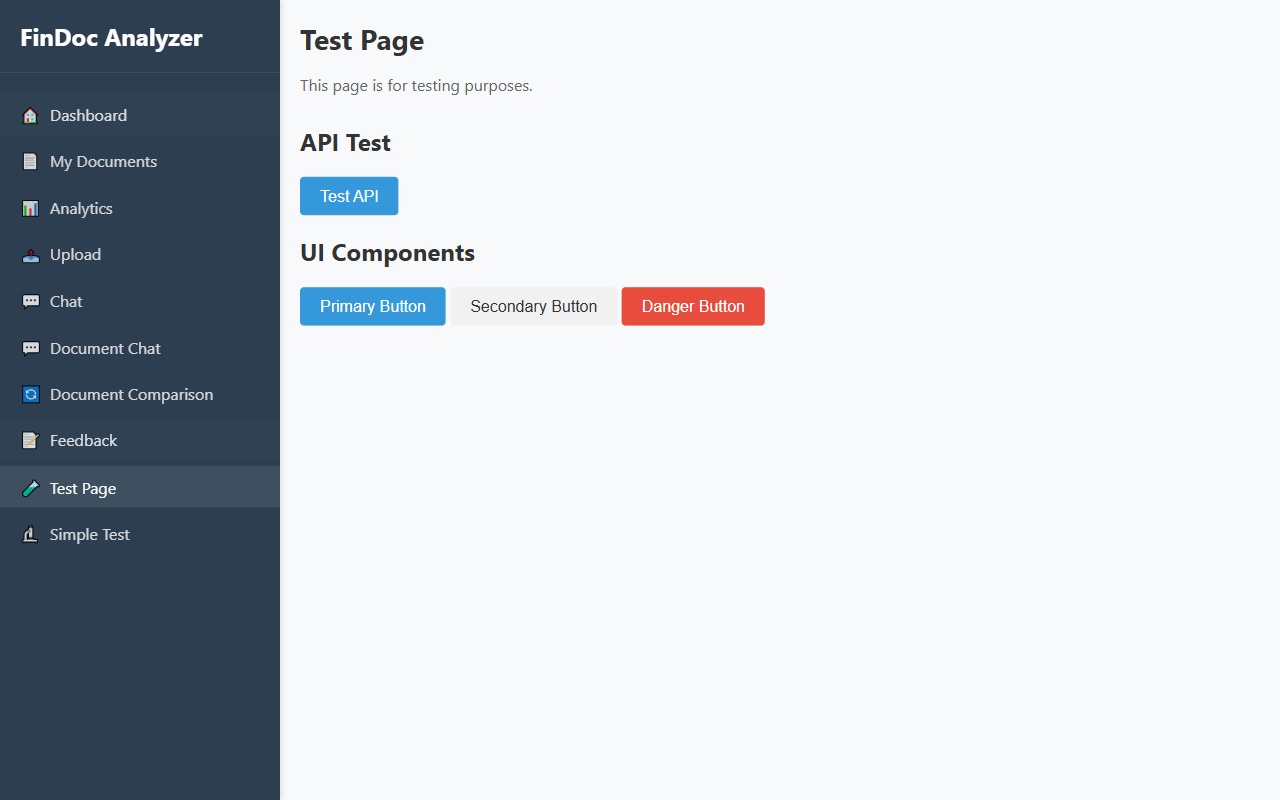 FinDoc Analyzer
Dashboard
My Documents
Analytics
Upload
Chat
Document Chat
Document Comparison
Feedback
Test Page
Simple Test
Test Page
This page is for testing purposes.
API Test
Test API
UI Components
Primary Button Secondary Button Danger Button